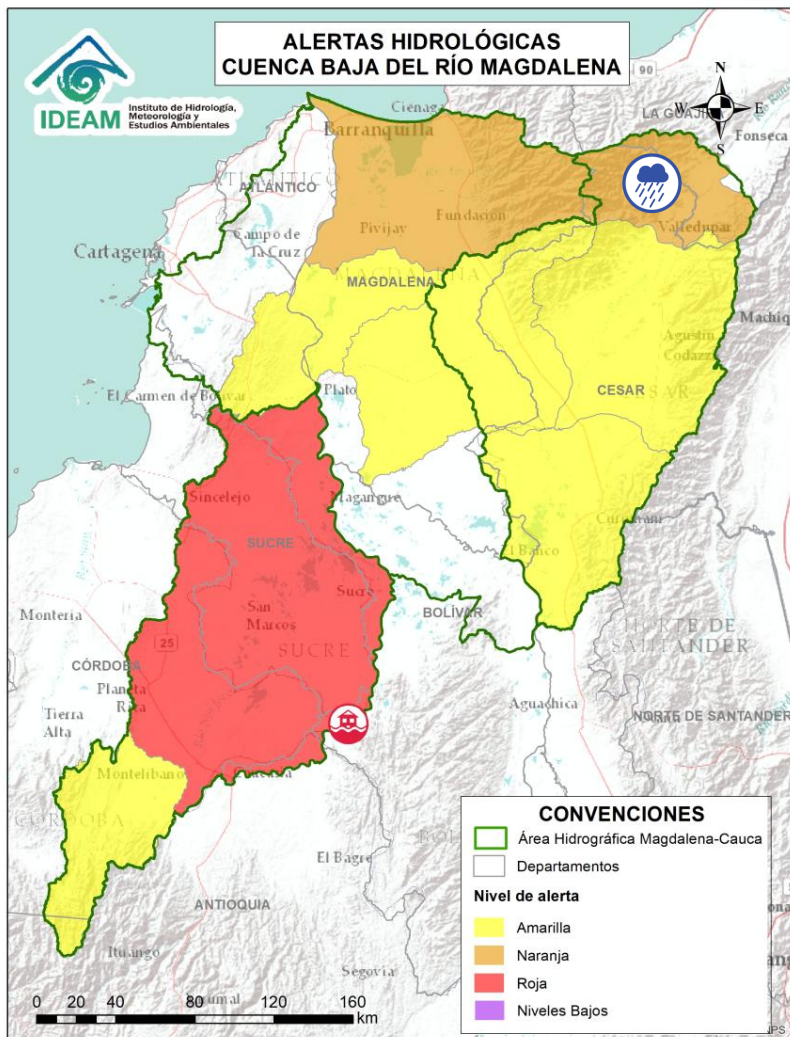 ALERTAS HIDROLÓGICAS
CUENCA BAJA DEL RÍO MAGDALENA
IDEAM
Instituto de Hidrología,
Meteorología y
Estudios Ambientales
N
W E
S
90
Ciénaga
LA GUAJIRA
Fonseca
Barranquilla
ATLÁNTICO
Pivijay
Fundación
Valledupar
Cartagena
Campo de
La Cruz
MAGDALENA
MAGDALENA
Machiq
Agustín
Codazzi
CESAR
CESAR
El Carmen de Bolívar
Plato
Sincelejo
Magangué
SUCRE
Curumaní
El Banco
Sucre
San
Marcos
BOLÍVAR
Montería
SUCRE
NORTE DE
SANTANDER
25
CÓRDOBA
Planeta
Rica
Aguachica
Tierra
Alta
NORTE DE SANTANDER
Montelíbano
CÓRDOBA
El Bagre
ANTIOQUIA
Ituango
Segovia
CONVENCIONES
Área Hidrográfica Magdalena-Cauca
Departamentos
Nivel de alerta
Amarilla
Naranja
Roja
Niveles Bajos
0 20 40 80 120 160
km